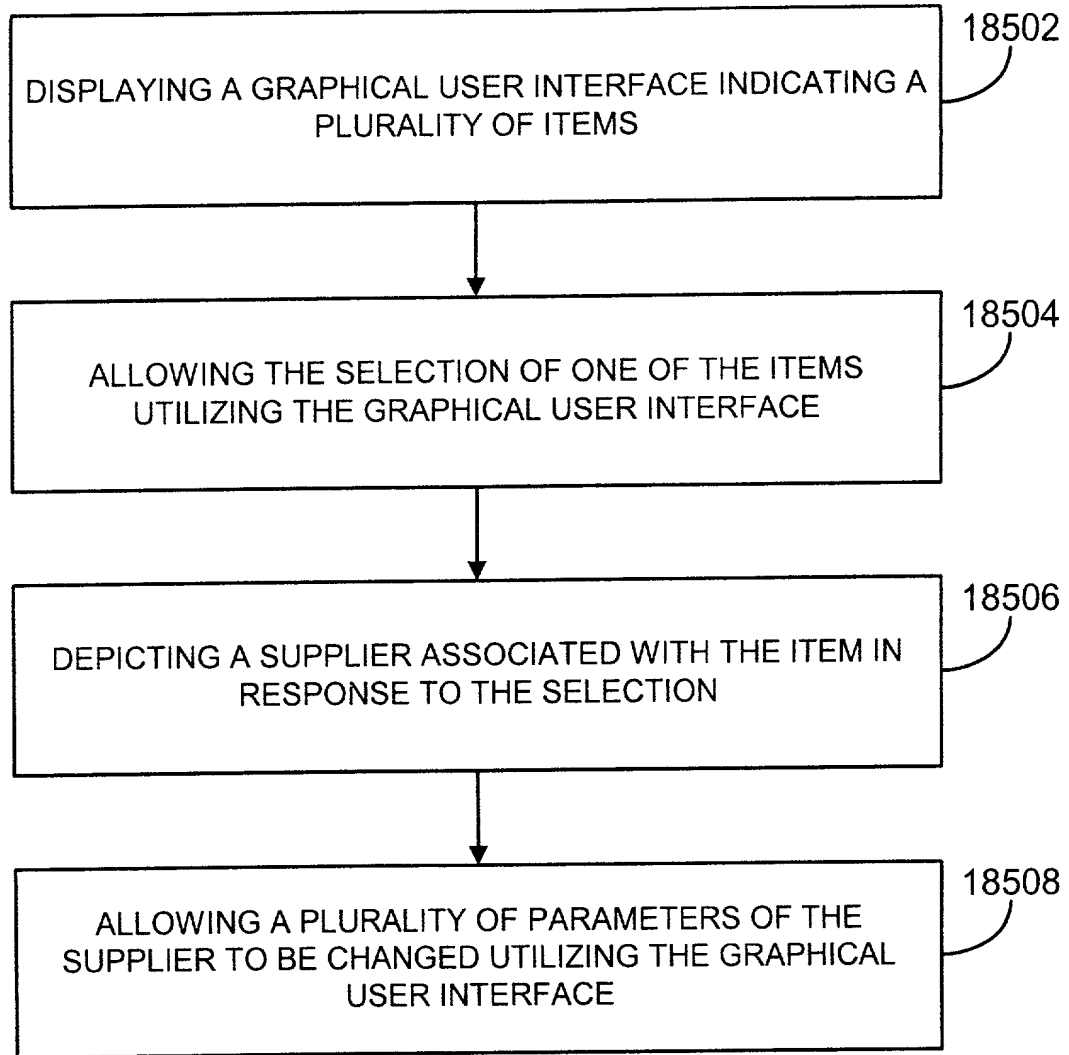 18502
DISPLAYING A GRAPHICAL USER INTERFACE INDICATING A
PLURALITY OF ITEMS
18504
ALLOWING THE SELECTION OF ONE OF THE ITEMS
UTILIZING THE GRAPHICAL USER INTERFACE
18506
DEPICTING A SUPPLIER ASSOCIATED WITH THE ITEM IN
RESPONSE TO THE SELECTION
18508
ALLOWING A PLURALITY OF PARAMETERS OF THE
SUPPLIER TO BE CHANGED UTILIZING THE GRAPHICAL
USER INTERFACE